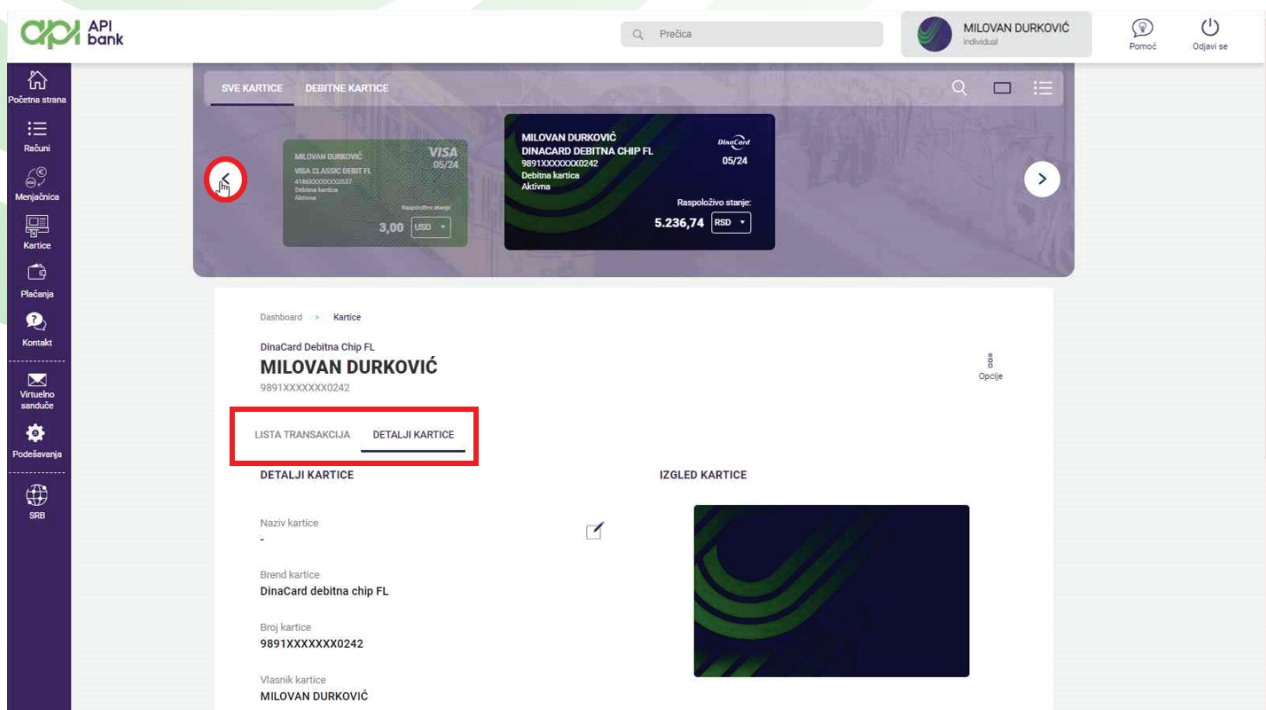 api API
bank
Prečica
MILOVAN DURKOVIĆ
individual
Pomoć
Odjavi se
Početna strana
Računi
Menjačnica
Kartice
Plaćanja
Kontakt
Virtuelno
sanduče
Podešavanja
SRB
SVE KARTICE DEBITNE KARTICE
MILOVAN DURKOVIĆ
VISA CLASSIC DEBIT FL
Debitna kartica
Aktivna
VISA
05/24
Raspoloživo stanje:
3,00 USD
MILOVAN DURKOVIĆ
DINACARD DEBITNA CHIP FL
9891XXXXXXX0242
Debitna kartica
Aktivna
DinaCard
05/24
Raspoloživo stanje:
5.236,74 RSD
Dashboard > Kartice
DinaCard Debitna Chip FL
MILOVAN DURKOVIĆ
9891XXXXXXX0242
Opcije
LISTA TRANSAKCIJA DETALJI KARTICE
DETALJI KARTICE
Naziv kartice
-
Brend kartice
DinaCard debitna chip FL
Broj kartice
9891XXXXXXX0242
Vlasnik kartice
MILOVAN DURKOVIĆ
IZGLED KARTICE